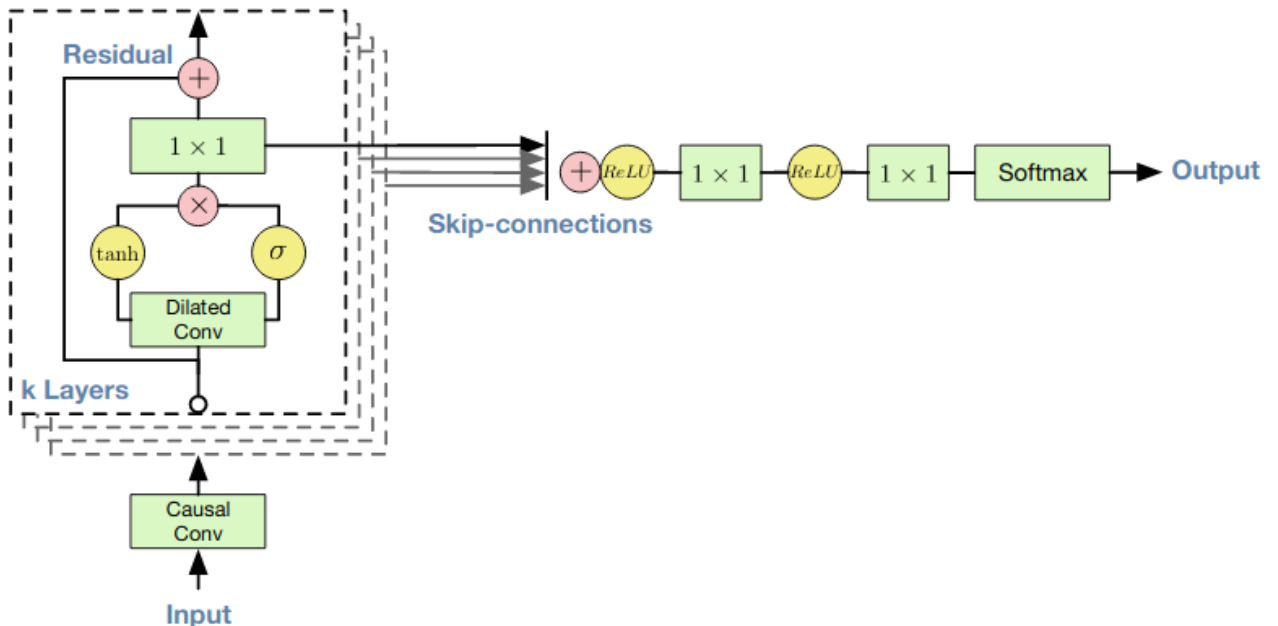 Residual
+
1 × 1
×
tanh
σ
Dilated
Conv
k Layers
Causal
Conv
Input
Skip-connections
+
ReLU
1 × 1
ReLU
1 × 1
Softmax
Output